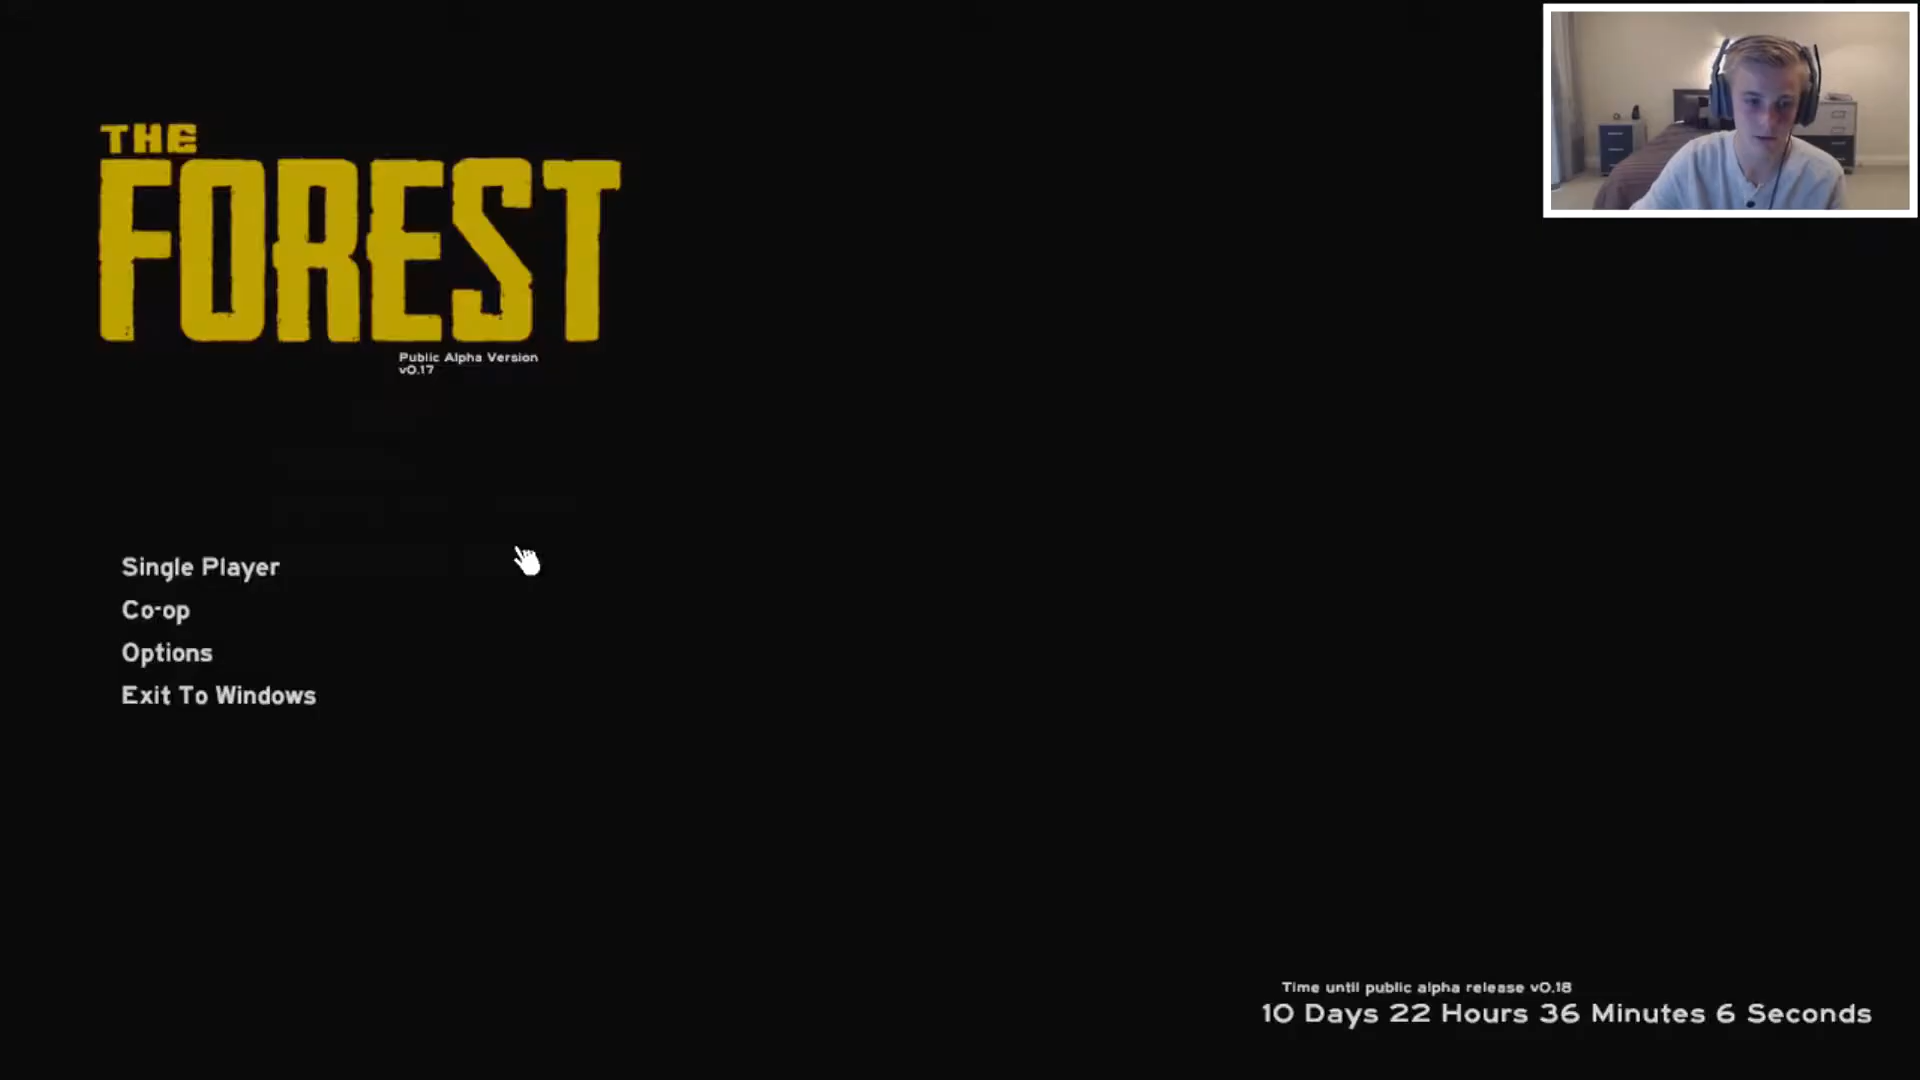 THE
FOREST
Public Alpha Version
v0.17
Single Player
Co-op
Options
Exit To Windows
Time until public alpha release v0.18
10 Days 22 Hours 36 Minutes 6 Seconds